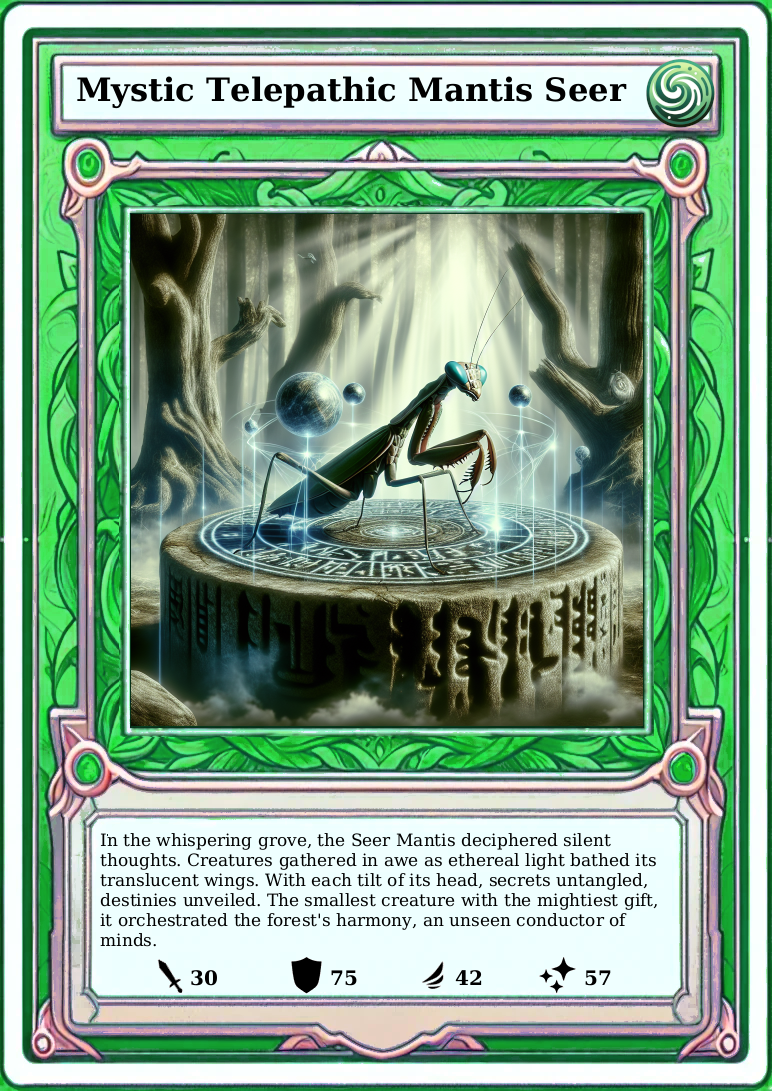 Mystic Telepathic Mantis Seer
In the whispering grove, the Seer Mantis deciphered silent
thoughts. Creatures gathered in awe as ethereal light bathed its
translucent wings. With each tilt of its head, secrets untangled,
destinies unveiled. The smallest creature with the mightiest gift,
it orchestrated the forest's harmony, an unseen conductor of
minds.
30 75 42 57